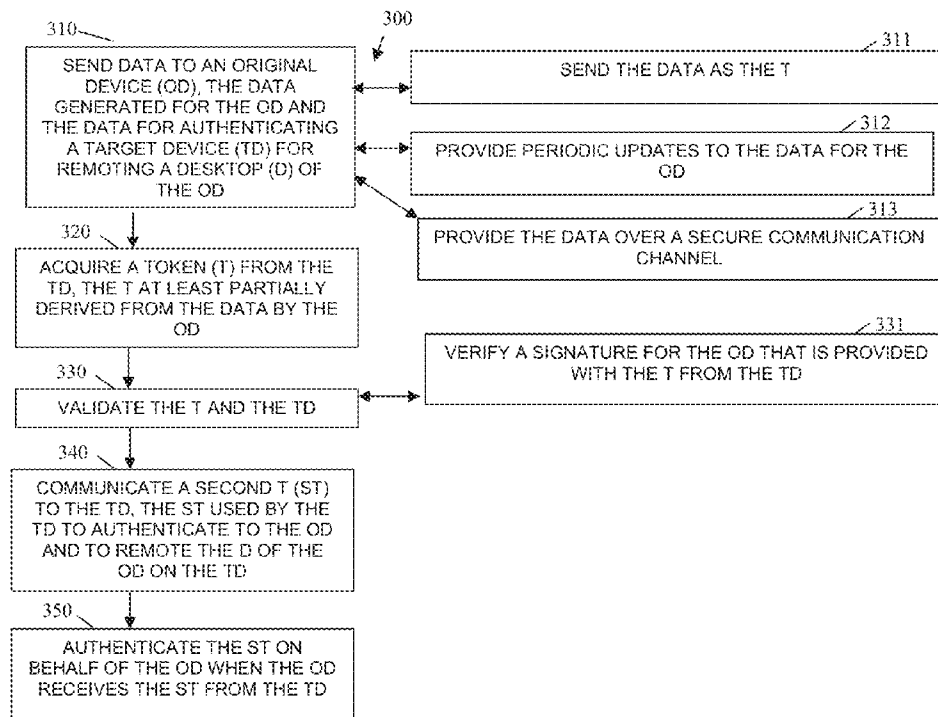 310
300
SEND DATA TO AN ORIGINAL
DEVICE (OD), THE DATA
GENERATED FOR THE OD AND
THE DATA FOR AUTHENTICATING
A TARGET DEVICE (TD) FOR
REMOTING A DESKTOP (D) OF
THE OD
311
SEND THE DATA AS THE T
312
PROVIDE PERIODIC UPDATES TO THE DATA FOR THE
OD
313
PROVIDE THE DATA OVER A SECURE COMMUNICATION
CHANNEL
320
ACQUIRE A TOKEN (T) FROM THE
TD, THE T AT LEAST PARTIALLY
DERIVED FROM THE DATA BY THE
OD
330
VALIDATE THE T AND THE TD
331
VERIFY A SIGNATURE FOR THE OD THAT IS PROVIDED
WITH THE T FROM THE TD
340
COMMUNICATE A SECOND T (ST)
TO THE TD, THE ST USED BY THE
TD TO AUTHENTICATE TO THE OD
AND TO REMOTE THE D OF THE
OD ON THE TD
350
AUTHENTICATE THE ST ON
BEHALF OF THE OD WHEN THE OD
RECEIVES THE ST FROM THE TD